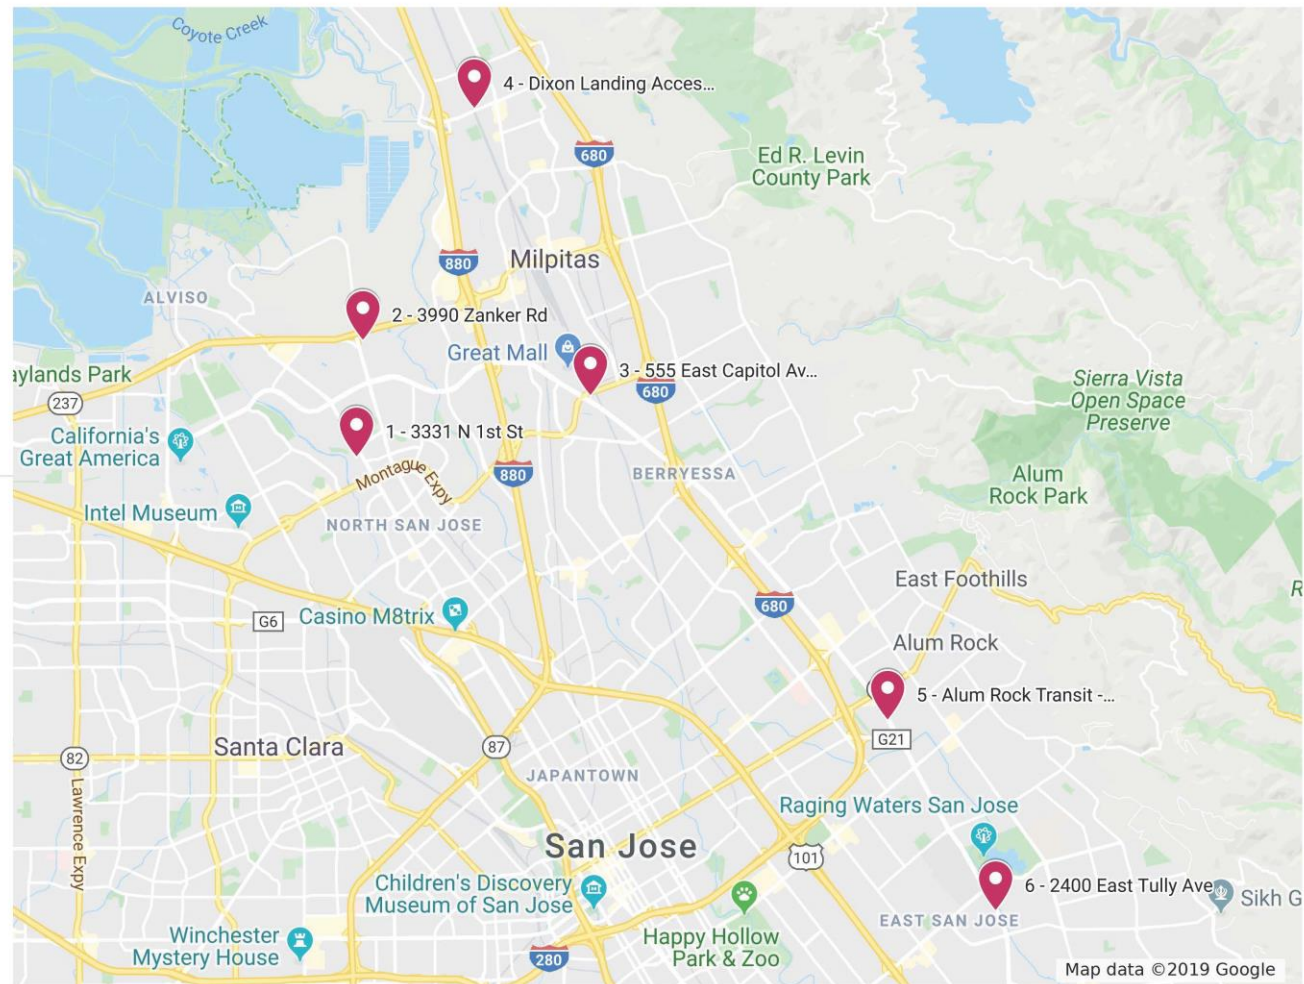 Coyote Creek
4 - Dixon Landing Acces...
680
Ed R. Levin
County Park
880
Milpitas
ALVISO
2 - 3990 Zanker Rd
Great Mall
3 - 555 East Capitol Av...
680
aylands Park
237
Sierra Vista
Open Space
Preserve
California's
Great America
1 - 3331 N 1st St
Montague Expy
880
BERRYESSA
Alum
Rock Park
Intel Museum
NORTH SAN JOSE
East Foothills
R
680
Casino M8trix
G6
Alum Rock
5 - Alum Rock Transit -...
G21
Santa Clara
87
82
JAPANTOWN
Lawrence Expy
Raging Waters San Jose
San Jose
101
Children's Discovery
Museum of San Jose
6 - 2400 East Tully Ave
Sikh G
EAST SAN JOSE
Winchester
Mystery House
280
Happy Hollow
Park & Zoo
Map data ©2019 Google